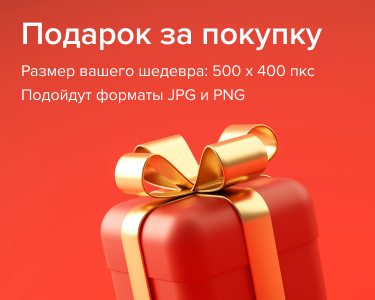 Подарок за покупку
Размер вашего шедевра: 500 x 400 пкс
Подойдут форматы JPG и PNG